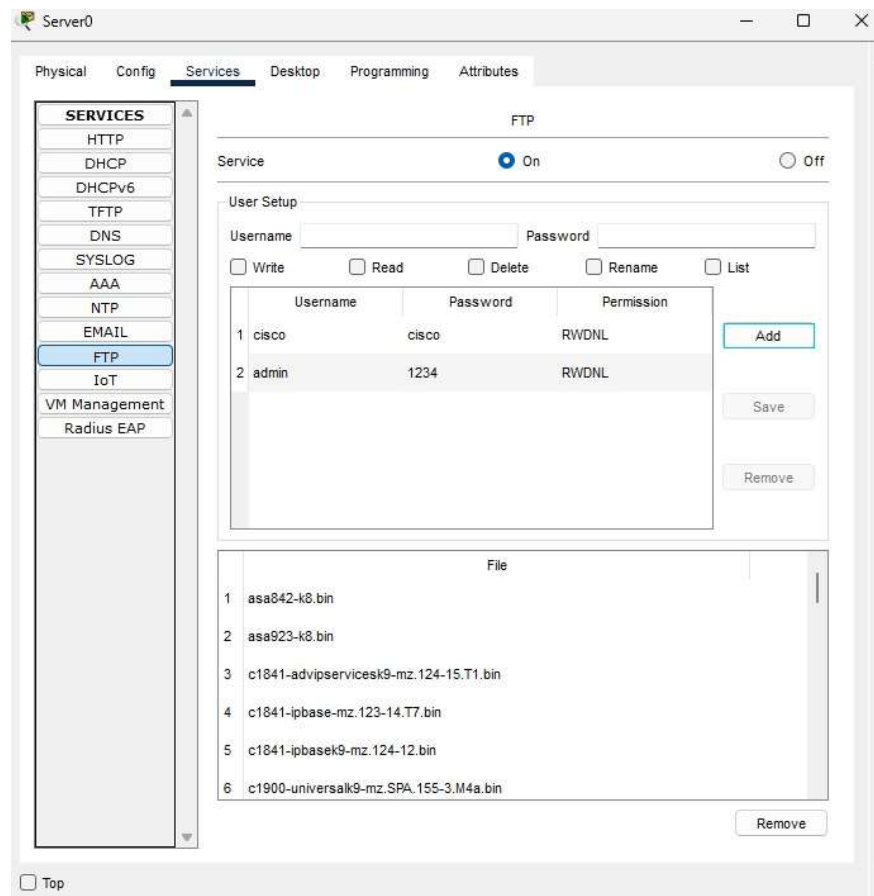 Server0
Physical Config Services Desktop Programming Attributes
SERVICES
HTTP
DHCP
DHCPv6
TFTP
DNS
SYSLOG
AAA
NTP
EMAIL
FTP
IoT
VM Management
Radius EAP
FTP
Service On Off
User Setup
Username Password
Write Read Delete Rename List
Username Password Permission
1 cisco cisco RWDNL
2 admin 1234 RWDNL
Add
Save
Remove
File
1 asa842-k8.bin
2 asa923-k8.bin
3 c1841-advipservicesk9-mz.124-15.T1.bin
4 c1841-ipbase-mz.123-14.T7.bin
5 c1841-ipbasek9-mz.124-12.bin
6 c1900-universalk9-mz.SPA.155-3.M4a.bin
Remove
Top